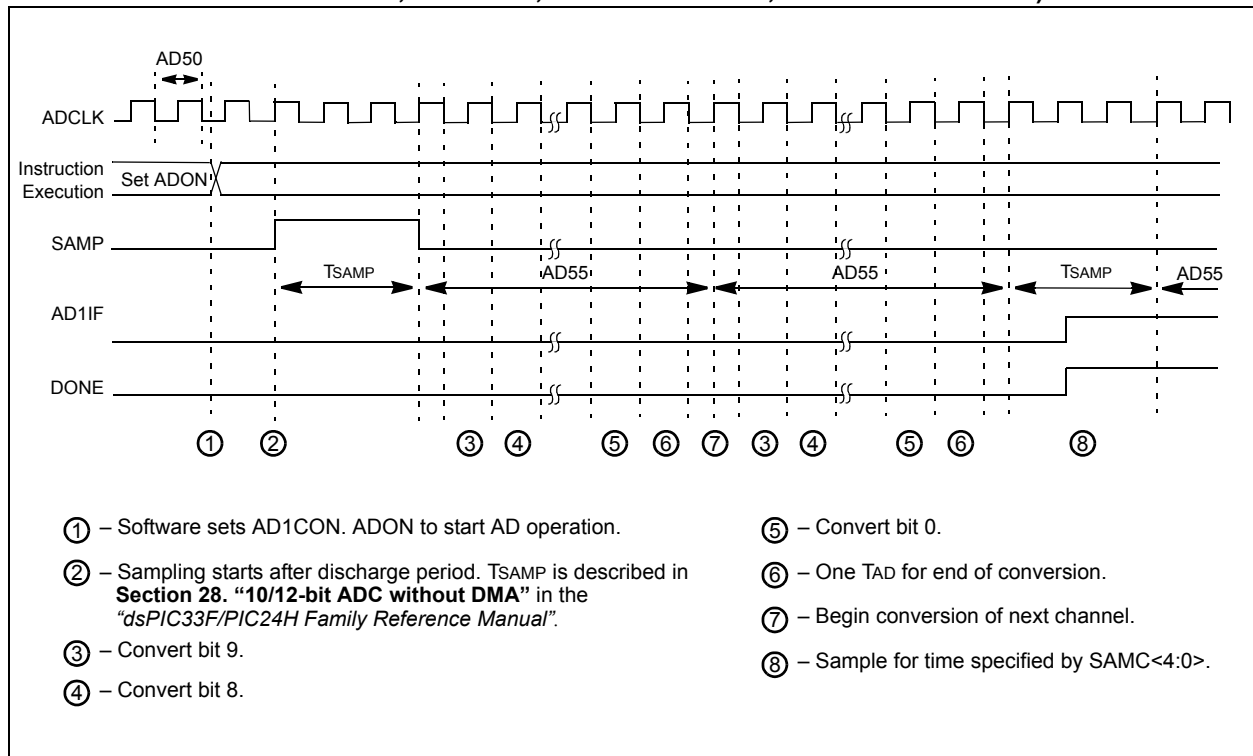 AD50
ADCLK
Instruction
Execution
Set ADON
SAMP
TSAMP
AD55
AD55
TSAMP
AD55
AD1IF
DONE
1 2 3 4 5 6 7 3 4 5 6 8
1 – Software sets AD1CON. ADON to start AD operation.
2 – Sampling starts after discharge period. TSAMP is described in
Section 28. “10/12-bit ADC without DMA” in the
“dsPIC33F/PIC24H Family Reference Manual”.
3 – Convert bit 9.
4 – Convert bit 8.
5 – Convert bit 0.
6 – One TAD for end of conversion.
7 – Begin conversion of next channel.
8 – Sample for time specified by SAMC<4:0>.